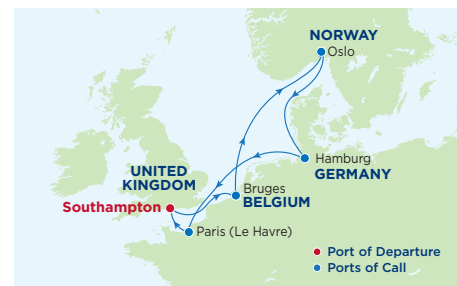 NORWAY
Oslo
Hamburg
GERMANY
UNITED
KINGDOM
Bruges
BELGIUM
Southampton
Paris (Le Havre)
Port of Departure
Ports of Call